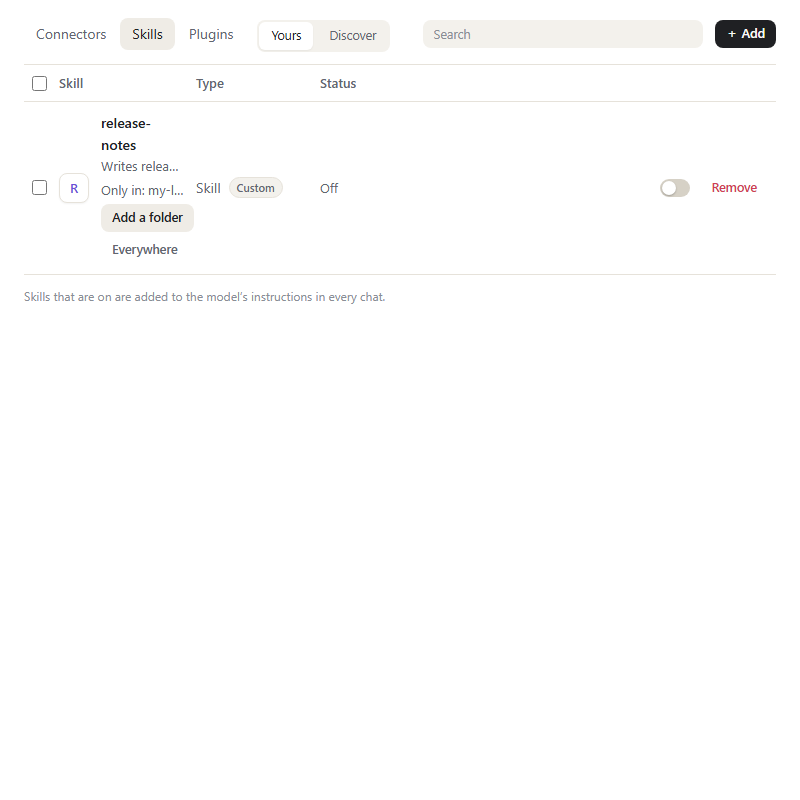 Connectors Skills Plugins Yours Discover Search + Add
Skill Type Status
release-
notes
Writes relea...
Only in: my-l...
R Skill Custom Off Remove
Add a folder
Everywhere
Skills that are on are added to the model's instructions in every chat.